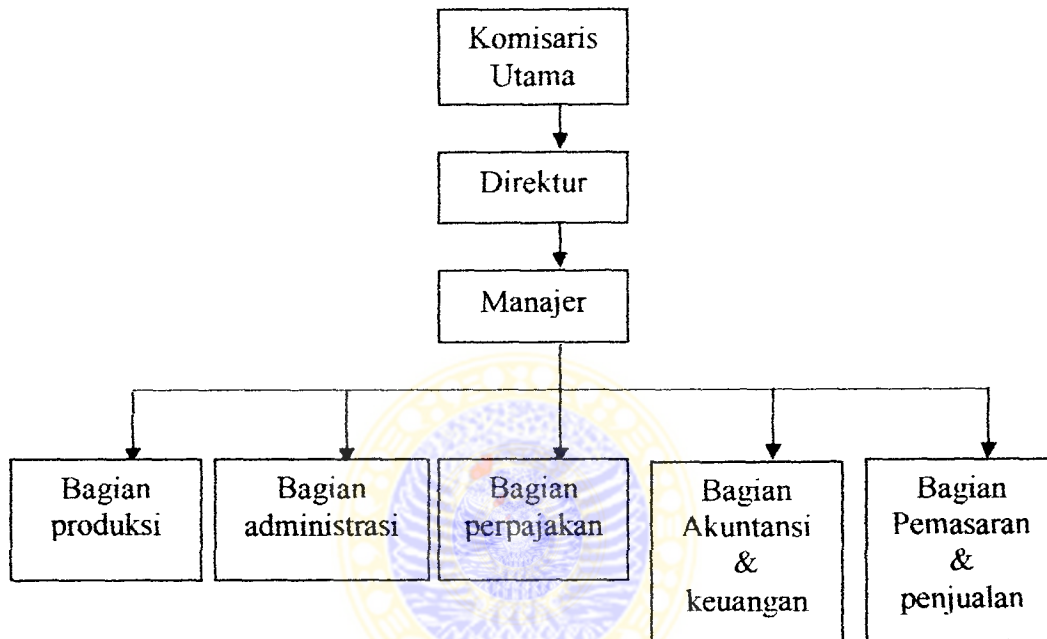 Komisaris
Utama
Direktur
Manajer
Bagian
produksi
Bagian
administrasi
Bagian
perpajakan
Bagian
Akuntansi
&
keuangan
Bagian
Pemasaran
&
penjualan